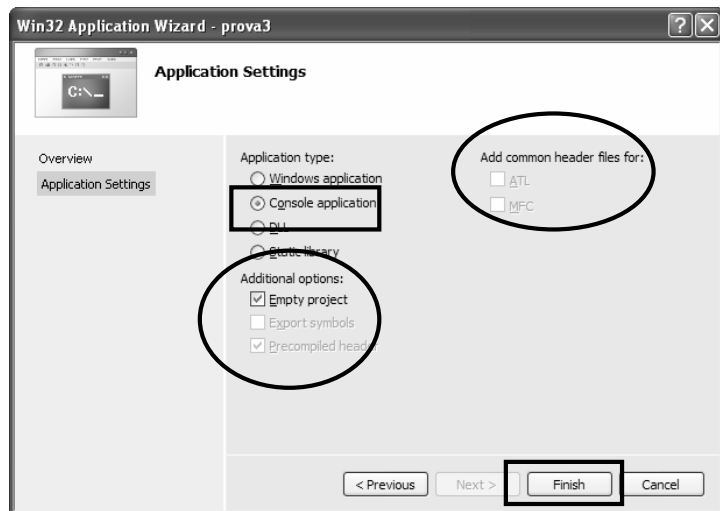 Win32 Application Wizard - prova3
C:\_
Application Settings
Overview
Application Settings
Application type:
Windows application
Console application
DLL
Static library
Additional options:
Empty project
Export symbols
Precompiled header
Add common header files for:
ATL
MFC
< Previous
Next >
Finish
Cancel